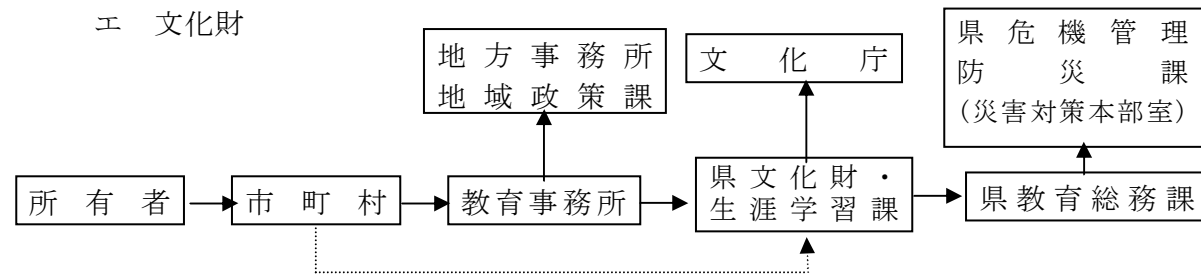 エ　文化財
地方事務所
地域政策課
文化庁
県危機管理
防災課
(災害対策本部室)
所有者
市町村
教育事務所
県文化財・
生涯学習課
県教育総務課